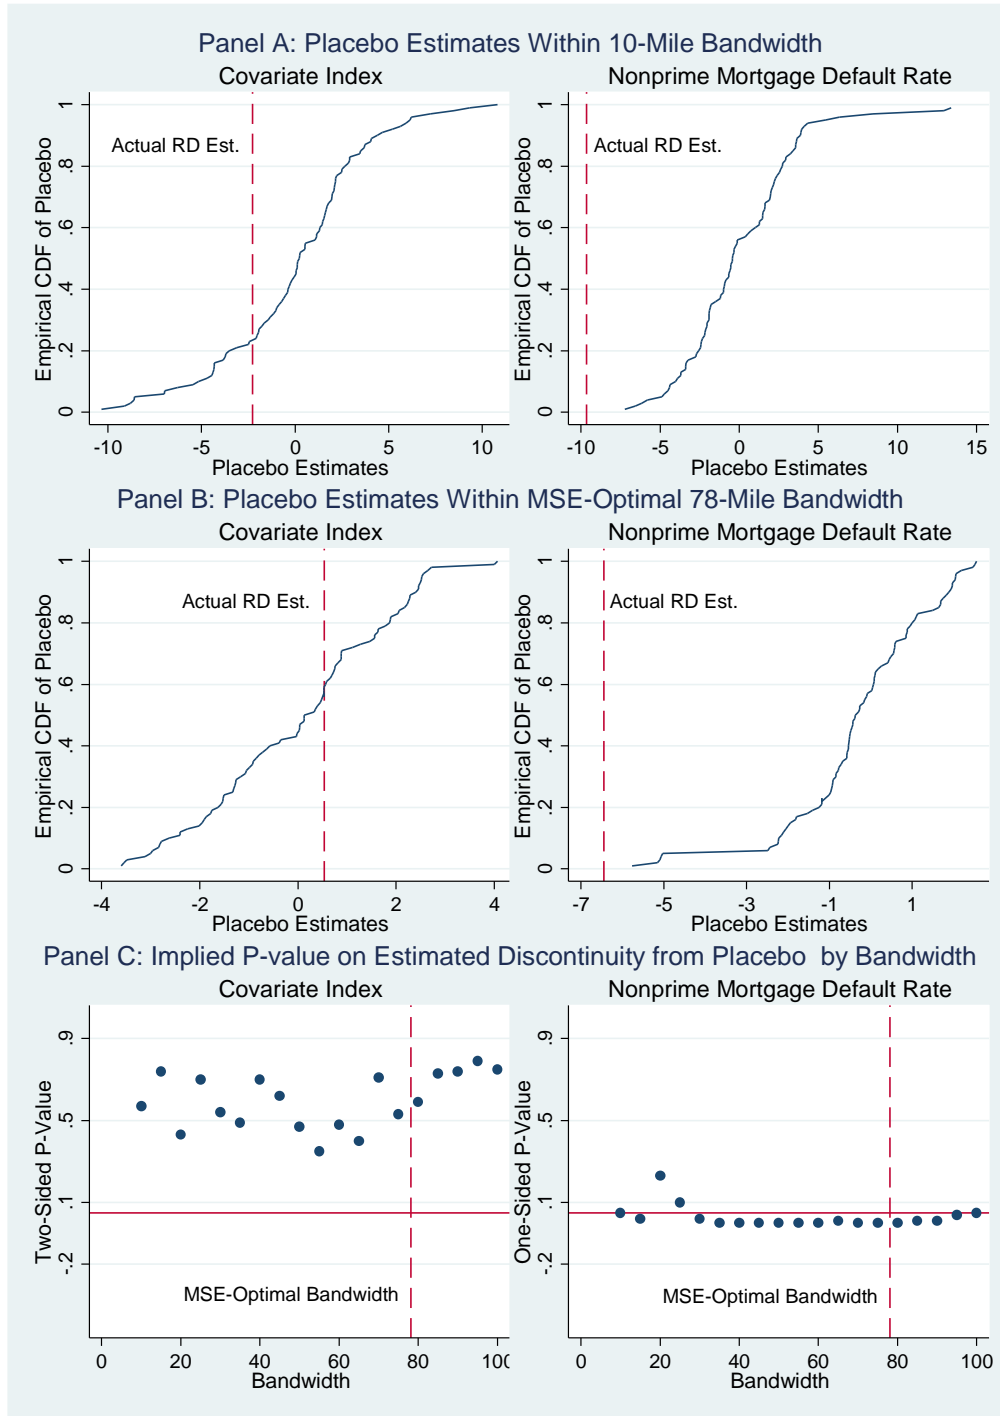 Panel A: Placebo Estimates Within 10-Mile Bandwidth
Covariate Index
Empirical CDF of Placebo
0 .2 .4 .6 .8 1
Actual RD Est.
-10 -5 0 5 10
Placebo Estimates
Nonprime Mortgage Default Rate
Empirical CDF of Placebo
0 .2 .4 .6 .8 1
Actual RD Est.
-10 -5 0 5 10 15
Placebo Estimates
Panel B: Placebo Estimates Within MSE-Optimal 78-Mile Bandwidth
Covariate Index
Empirical CDF of Placebo
0 .2 .4 .6 .8 1
Actual RD Est.
-4 -2 0 2 4
Placebo Estimates
Nonprime Mortgage Default Rate
Empirical CDF of Placebo
0 .2 .4 .6 .8 1
Actual RD Est.
-7 -5 -3 -1 1
Placebo Estimates
Panel C: Implied P-value on Estimated Discontinuity from Placebo by Bandwidth
Covariate Index
Two-Sided P-Value
-.2 .1 .5 .9
MSE-Optimal Bandwidth
0 20 40 60 80 100
Bandwidth
Nonprime Mortgage Default Rate
One-Sided P-Value
-.2 .1 .5 .9
MSE-Optimal Bandwidth
0 20 40 60 80 100
Bandwidth